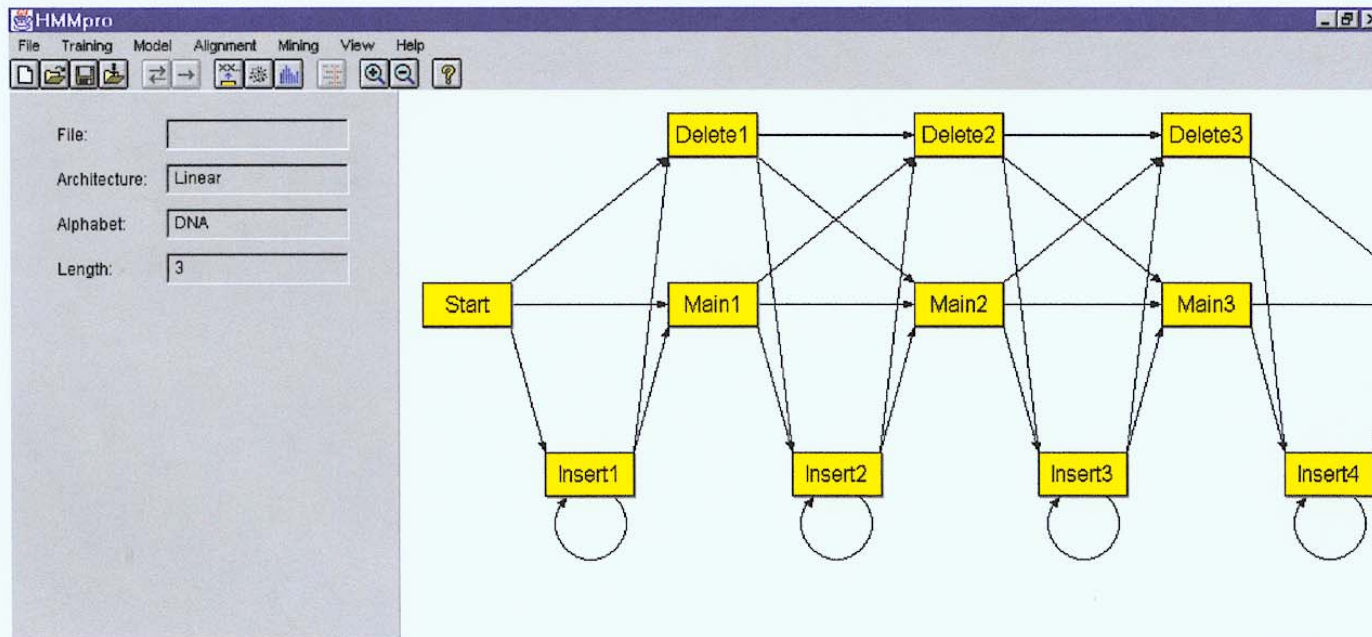 HMMpro
File Training Model Alignment Mining View Help
File:
Architecture: Linear
Alphabet: DNA
Length: 3
Delete1 Delete2 Delete3
Start Main1 Main2 Main3
Insert1 Insert2 Insert3 Insert4